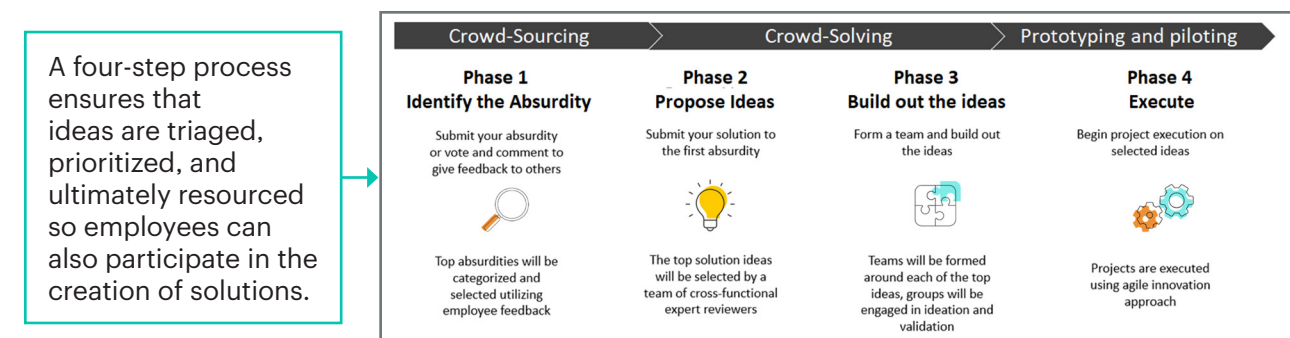 A four-step process
ensures that
ideas are triaged,
prioritized, and
ultimately resourced
so employees can
also participate in the
creation of solutions.
Crowd-Sourcing
Crowd-Solving
Prototyping and piloting
Phase 1
Identify the Absurdity
Submit your absurdity
or vote and comment to
give feedback to others
Top absurdities will be
categorized and
selected utilizing
employee feedback
Phase 2
Propose Ideas
Submit your solution to
the first absurdity
The top solution ideas
will be selected by a
team of cross-functional
expert reviewers
Phase 3
Build out the ideas
Form a team and build out
the ideas
Teams will be formed
around each of the top
ideas, groups will be
engaged in ideation and
validation
Phase 4
Execute
Begin project execution on
selected ideas
Projects are executed
using agile innovation
approach